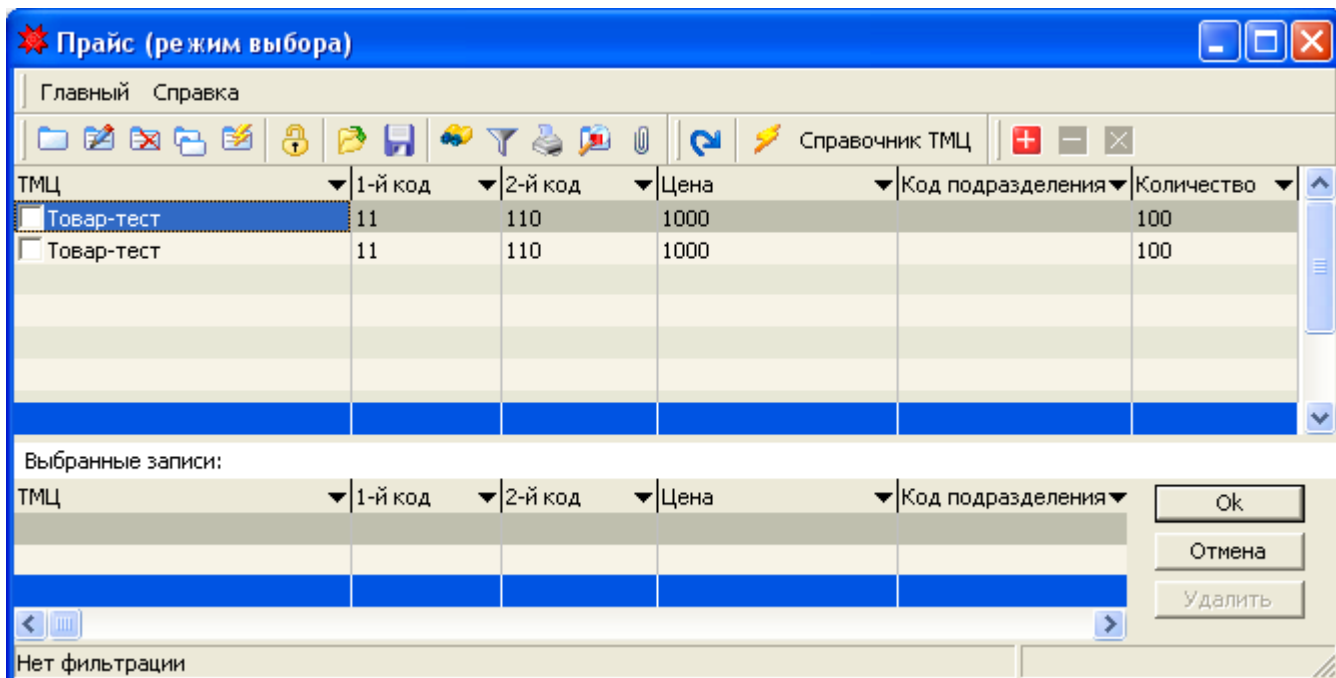 Прайс (режим выбора)
Главный Справка
Справочник ТМЦ
ТМЦ 1-й код 2-й код Цена Код подразделения Количество
Товар-тест 11 110 1000 100
Товар-тест 11 110 1000 100
Выбранные записи:
ТМЦ 1-й код 2-й код Цена Код подразделения
Ok
Отмена
Удалить
Нет фильтрации